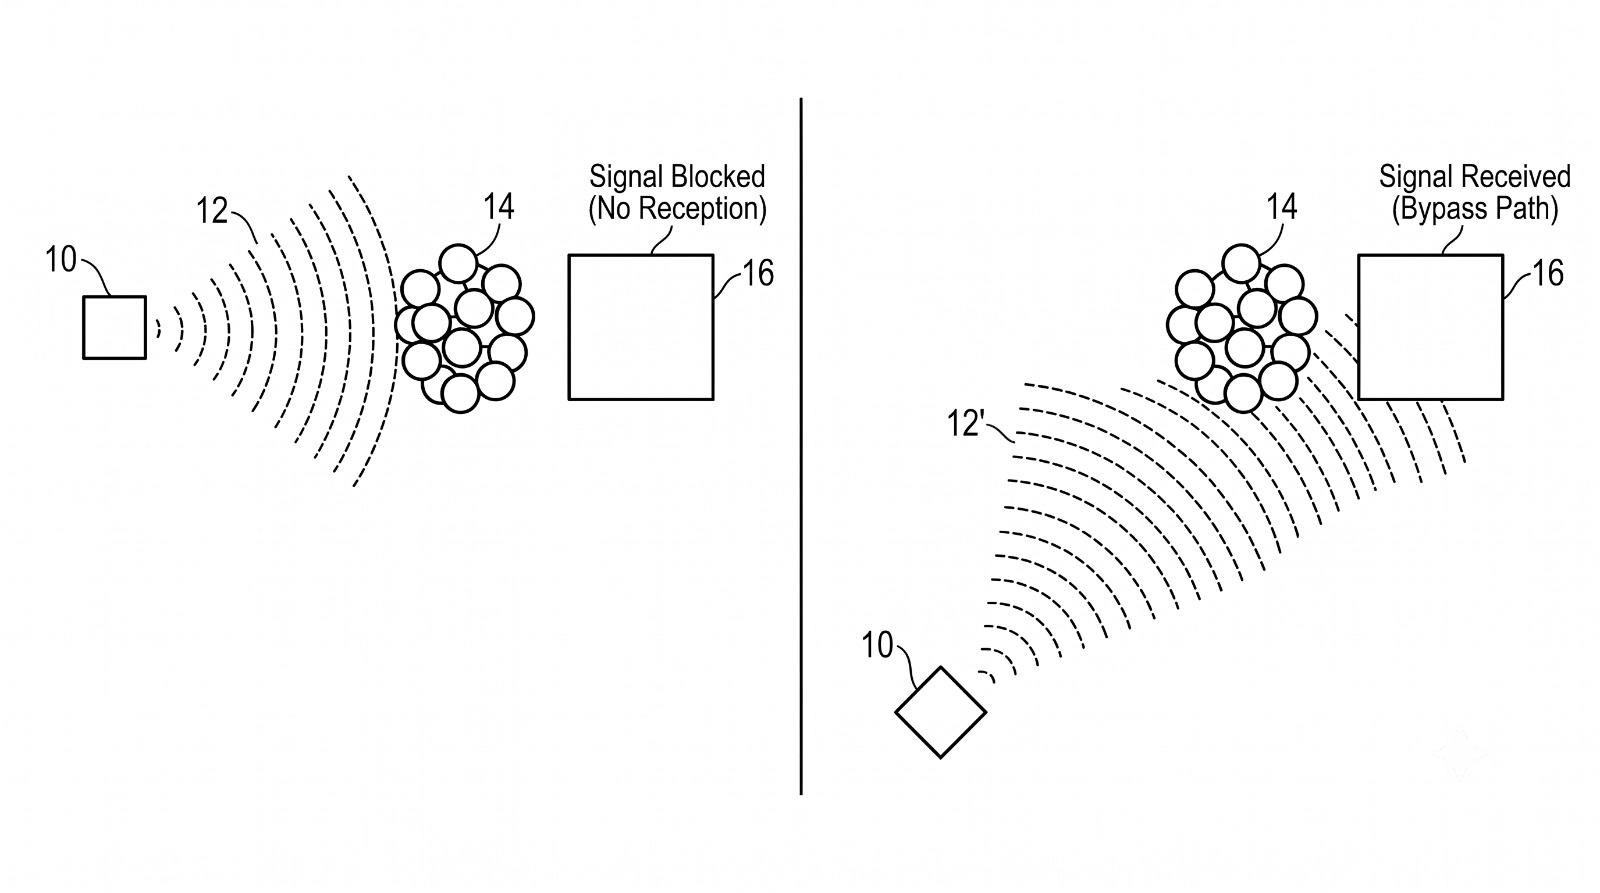 Signal Blocked
(No Reception)
12
14
10
16
Signal Received
(Bypass Path)
14
16
12'
10